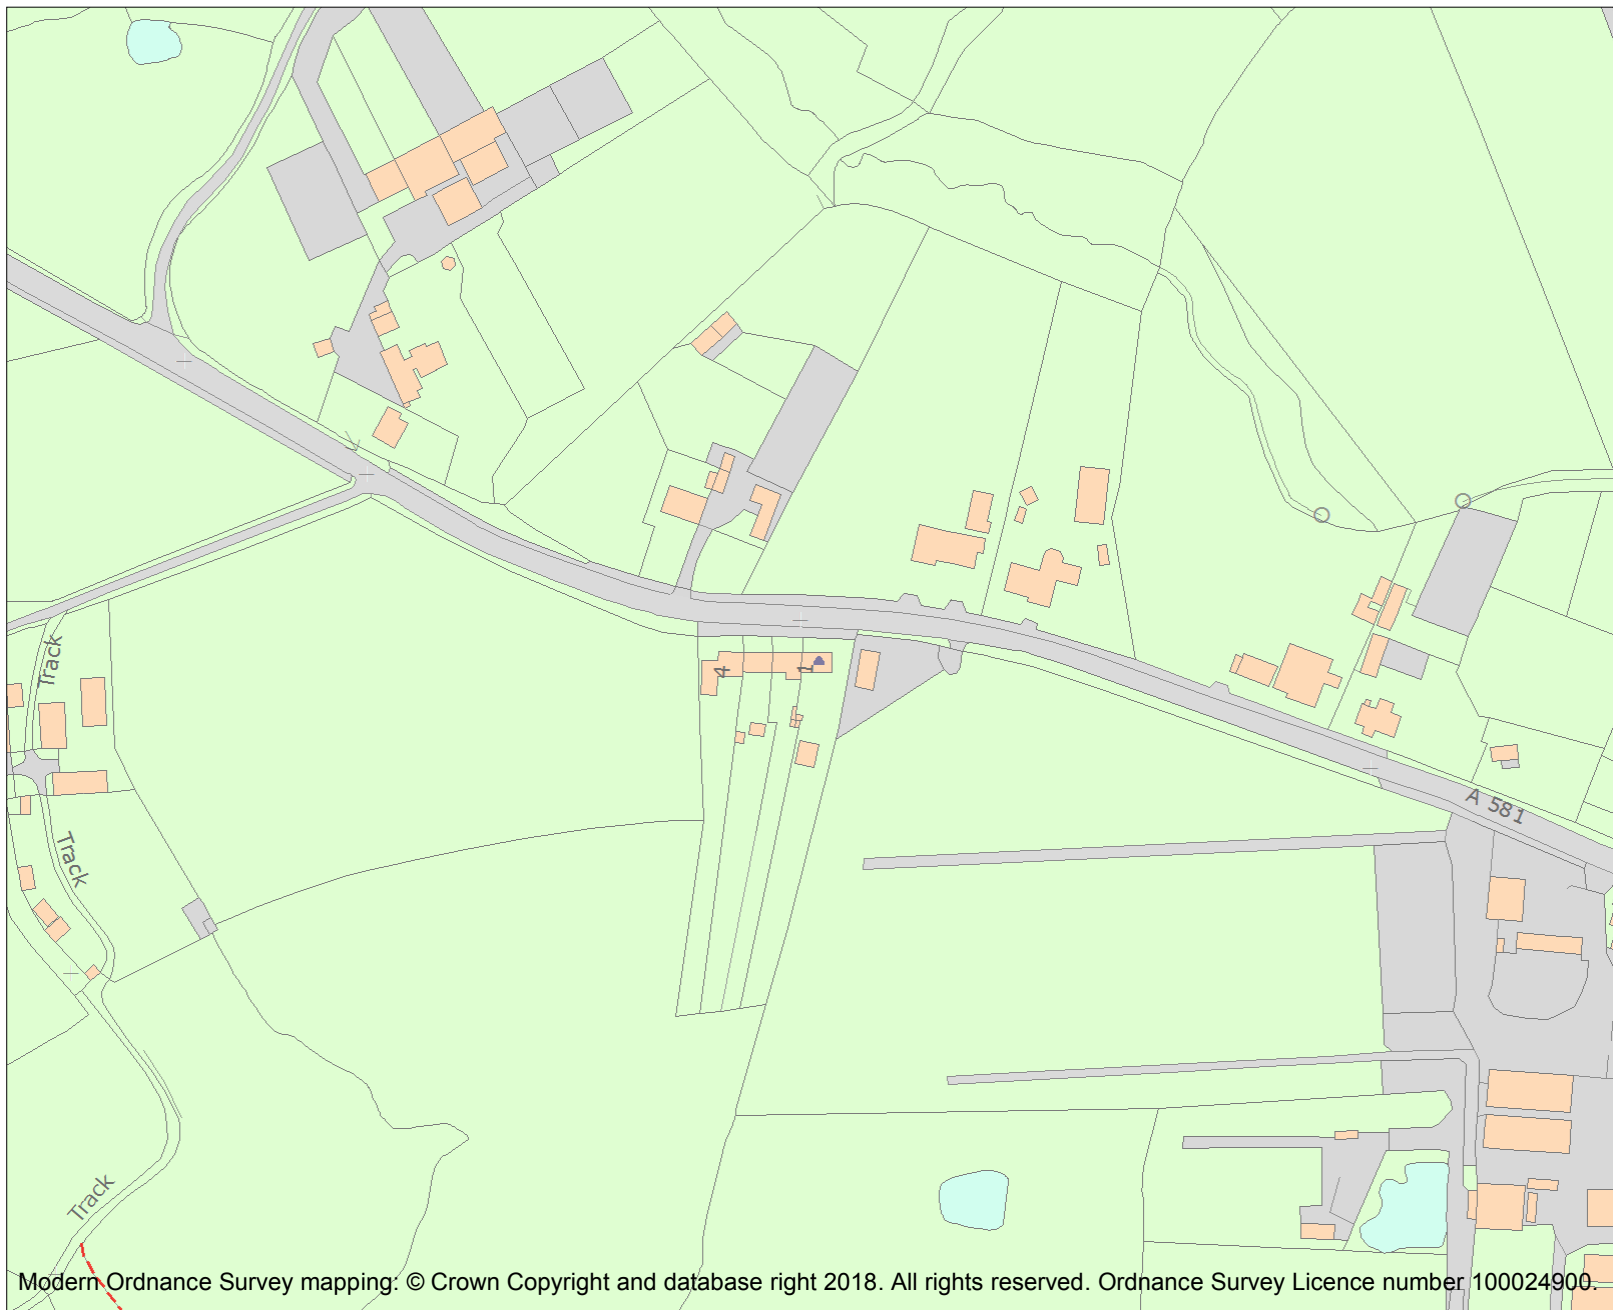 Track
4
1
A 581
Track
Track
Modern Ordnance Survey mapping: © Crown Copyright and database right 2018. All rights reserved. Ordnance Survey Licence number 100024900.